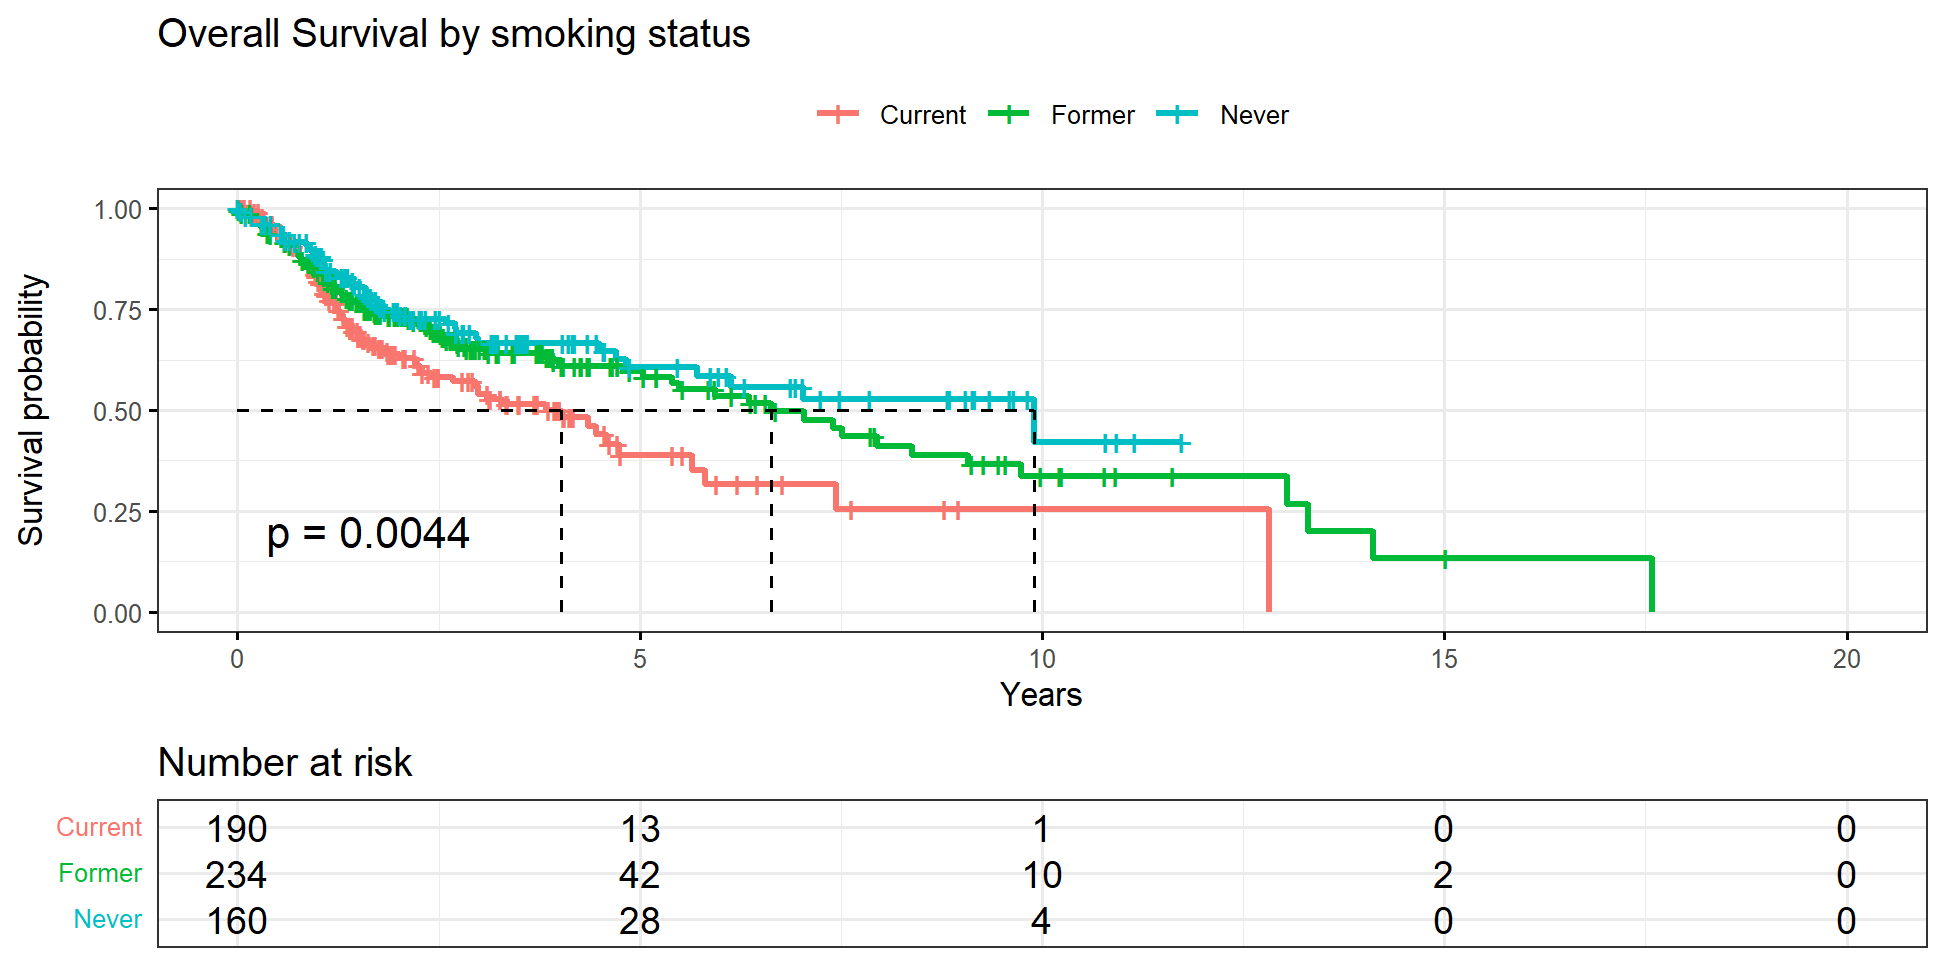 Overall Survival by smoking status
Current Former Never
Survival probability
1.00
0.75
0.50
0.25
0.00
p = 0.0044
0 5 10 15 20
Years
Number at risk
Current 190 13 1 0 0
Former 234 42 10 2 0
Never 160 28 4 0 0